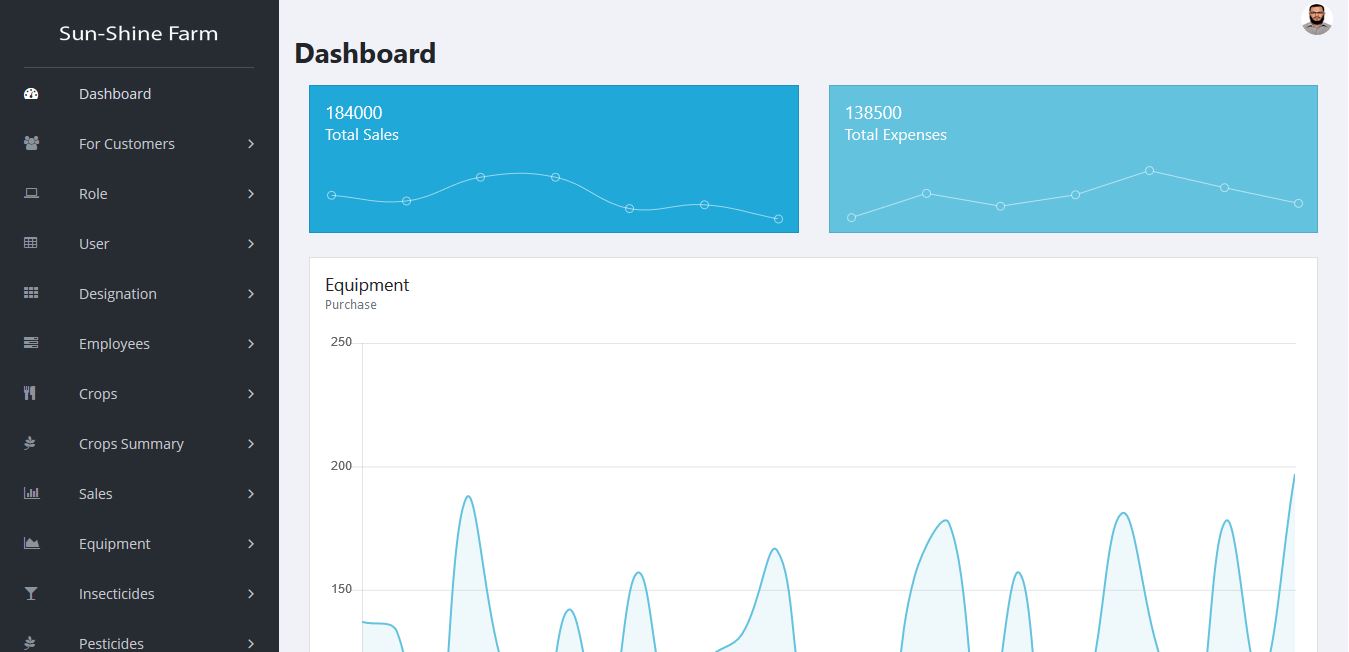 Sun-Shine Farm
Dashboard
For Customers
Role
User
Designation
Employees
Crops
Crops Summary
Sales
Equipment
Insecticides
Pesticides
Dashboard
184000
Total Sales
138500
Total Expenses
Equipment
Purchase
250
200
150